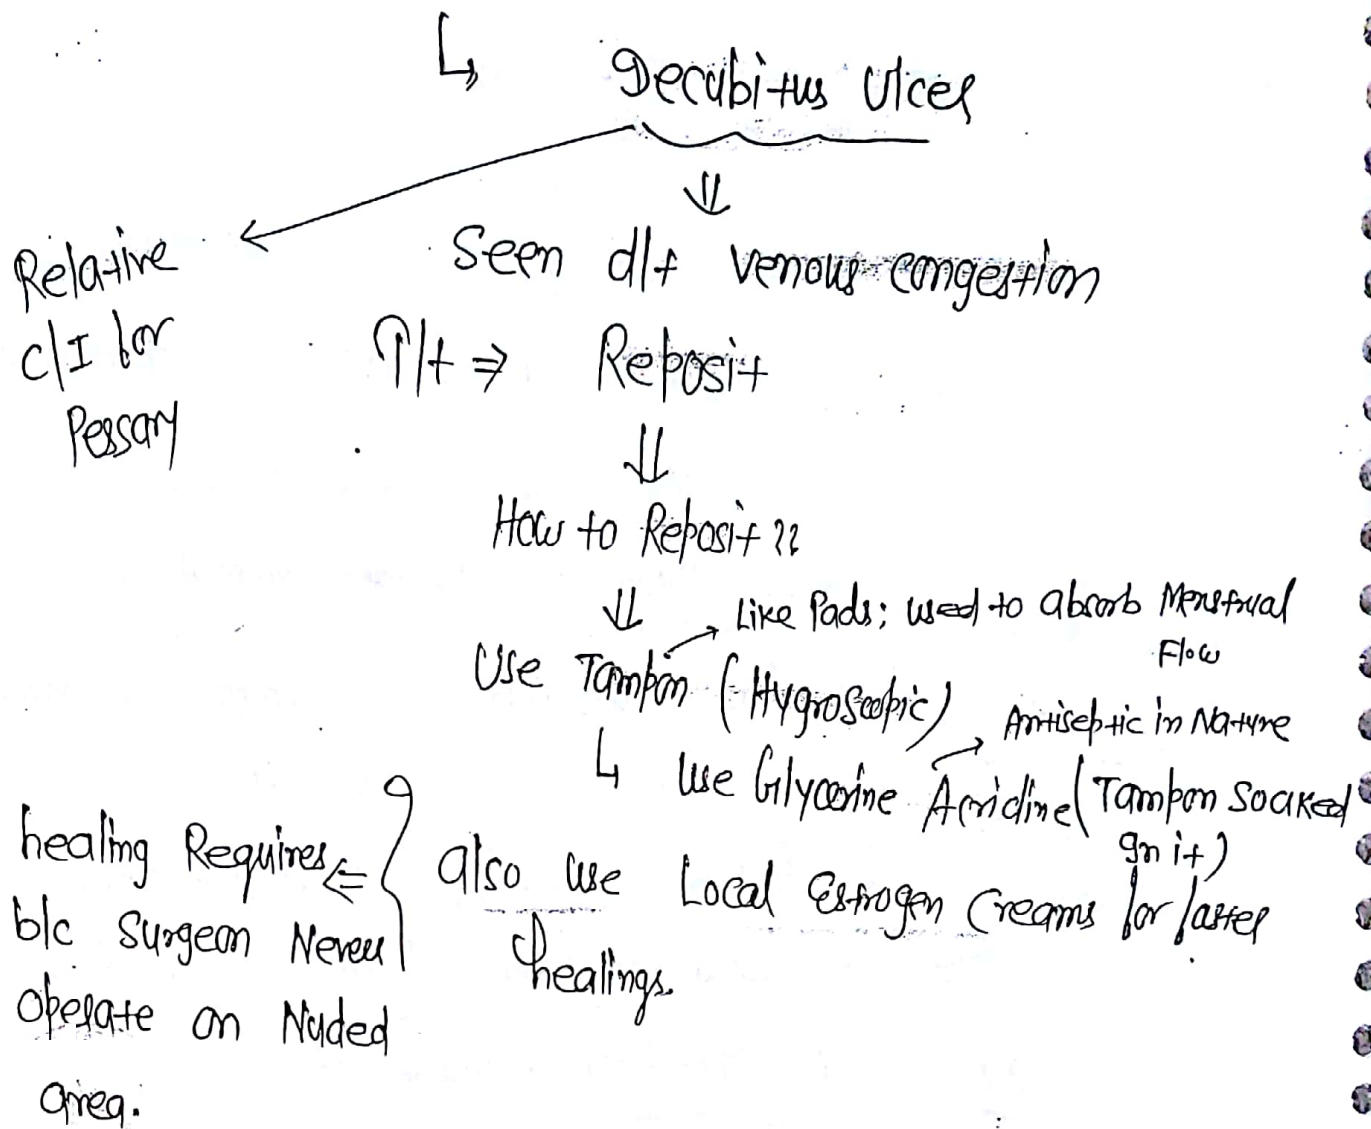 ↳ Decubitus Ulcer
⇓
Seen d/t venous congestion
Relative
c/I for
Pessary
T/t ⇒ Reposit
⇓
How to Reposit ??
⇓
Like Pads; used to absorb Menstrual
Flow
Use Tampon (Hygroscopic)
Antiseptic in Nature
↳ Use Glycerine Acridine (Tampon soaked
in it)
also use Local Estrogen Creams for faster
healings.
healing Requires ⇐
b/c Surgeon Never
operate on Nuded
area.